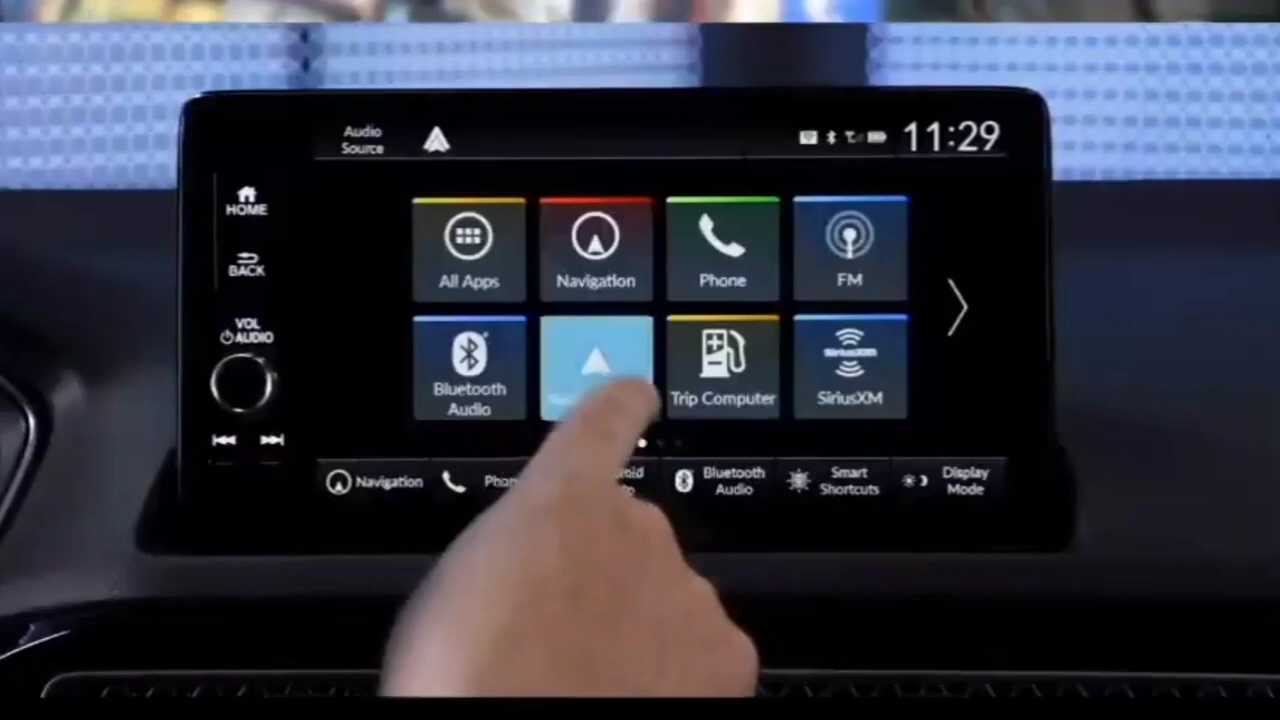 Audio
Source
11:29
HOME
BACK
VOL
AUDIO
All Apps
Navigation
Phone
FM
Bluetooth
Audio
Trip Computer
SiriusXM
SiriusXM
Navigation
Bluetooth
Audio
Smart
Shortcuts
Display
Mode